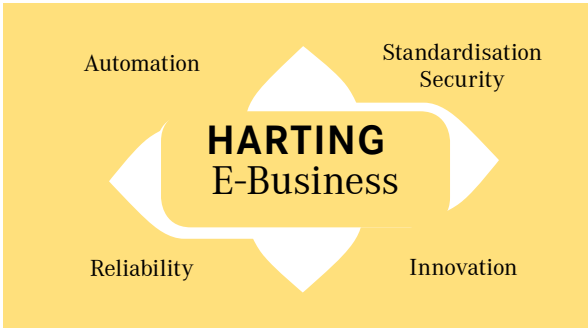 Automation
Standardisation
Security
HARTING
E-Business
Reliability
Innovation